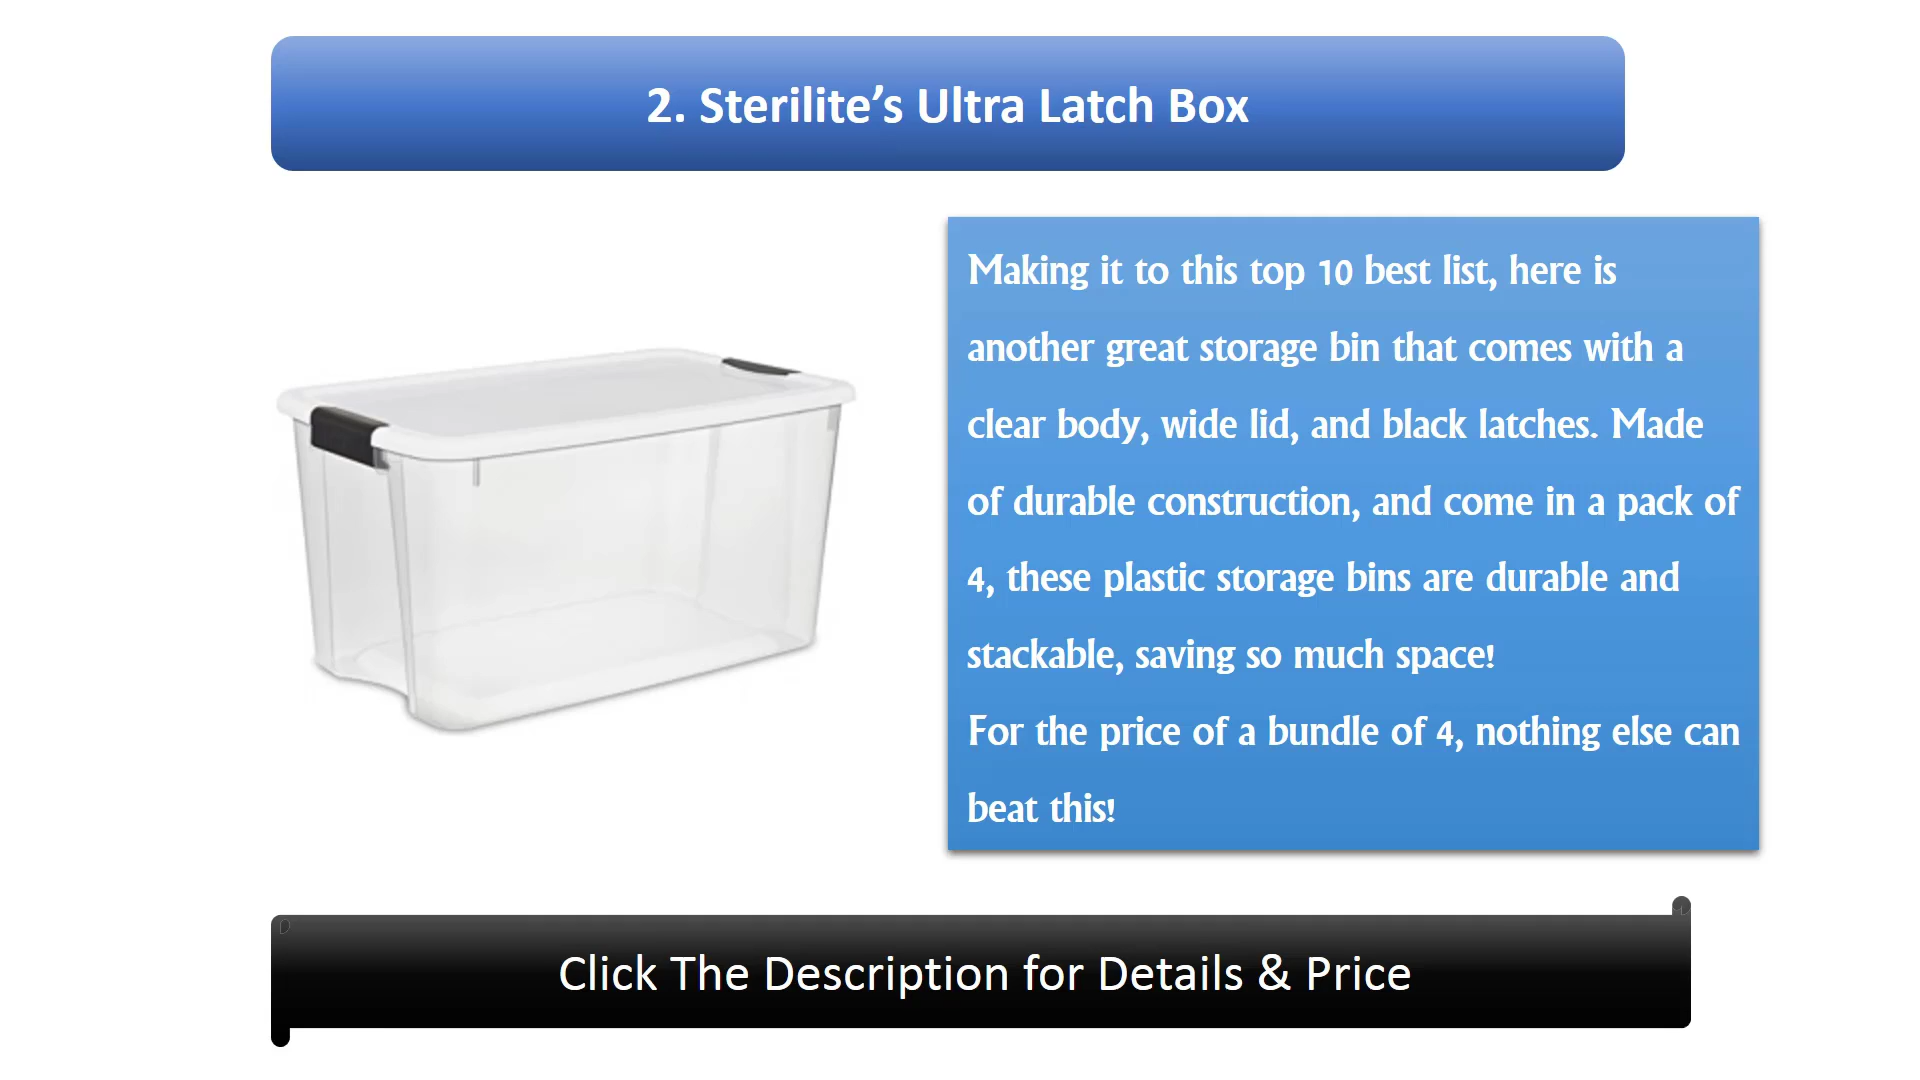 2. Sterilite’s Ultra Latch Box
Making it to this top 10 best list, here is
another great storage bin that comes with a
clear body, wide lid, and black latches. Made
of durable construction, and come in a pack of
4, these plastic storage bins are durable and
stackable, saving so much space!
For the price of a bundle of 4, nothing else can
beat this!
Click The Description for Details & Price